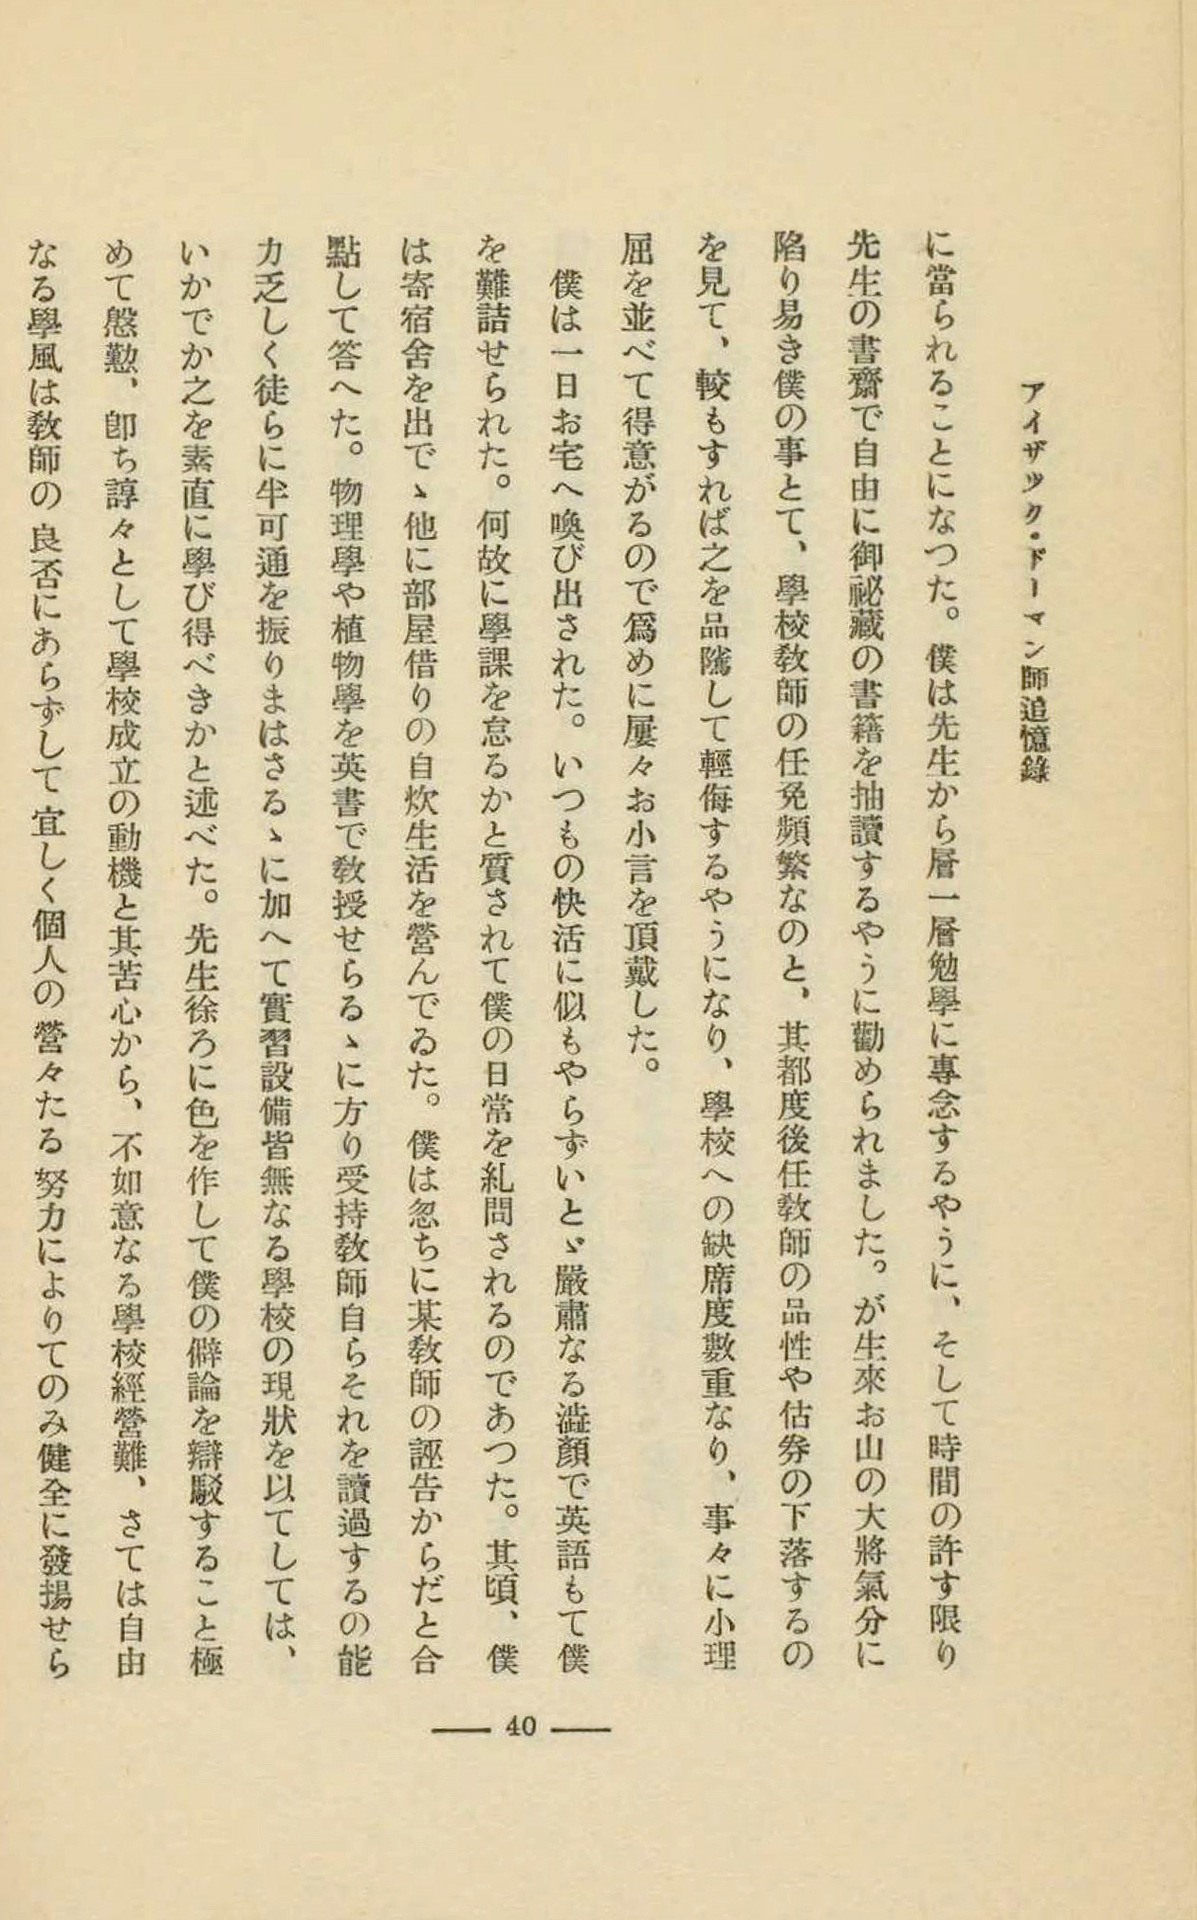 アイザック・ドーマン師追憶錄
に當られることになつた。僕は先生から層一層勉學に專念するやうに、そして時間の許す限り
先生の書齋で自由に御祕藏の書籍を抽讀するやうに勸められました。が生來お山の大將氣分に
陷り易き僕の事とて、學校敎師の任免頻繁なのと、其都度後任敎師の品性や估券の下落するの
を見て、較もすれば之を品隲して輕侮するやうになり、學校への缺席度數重なり、事々に小理
屈を並べて得意がるので爲めに屢々お小言を頂戴した。
僕は一日お宅へ喚び出された。いつもの快活に似もやらずいとゞ嚴肅なる澁顏で英語もて僕
を難詰せられた。何故に學課を怠るかと質されて僕の日常を糺問されるのであつた。其頃、僕
は寄宿舍を出でゝ他に部屋借りの自炊生活を營んでゐた。僕は忽ちに某敎師の誣告からだと合
點して答へた。物理學や植物學を英書で敎授せらるゝに方り受持敎師自らそれを讀過するの能
力乏しく徒らに半可通を振りまはさるゝに加へて實習設備皆無なる學校の現狀を以てしては、
いかでか之を素直に學び得べきかと述べた。先生徐ろに色を作して僕の僻論を辯駁すること極
めて慇懃、卽ち諄々として學校成立の動機と其苦心から、不如意なる學校經營難、さては自由
なる學風は敎師の良否にあらずして宜しく個人の營々たる努力によりてのみ健全に發揚せら
40